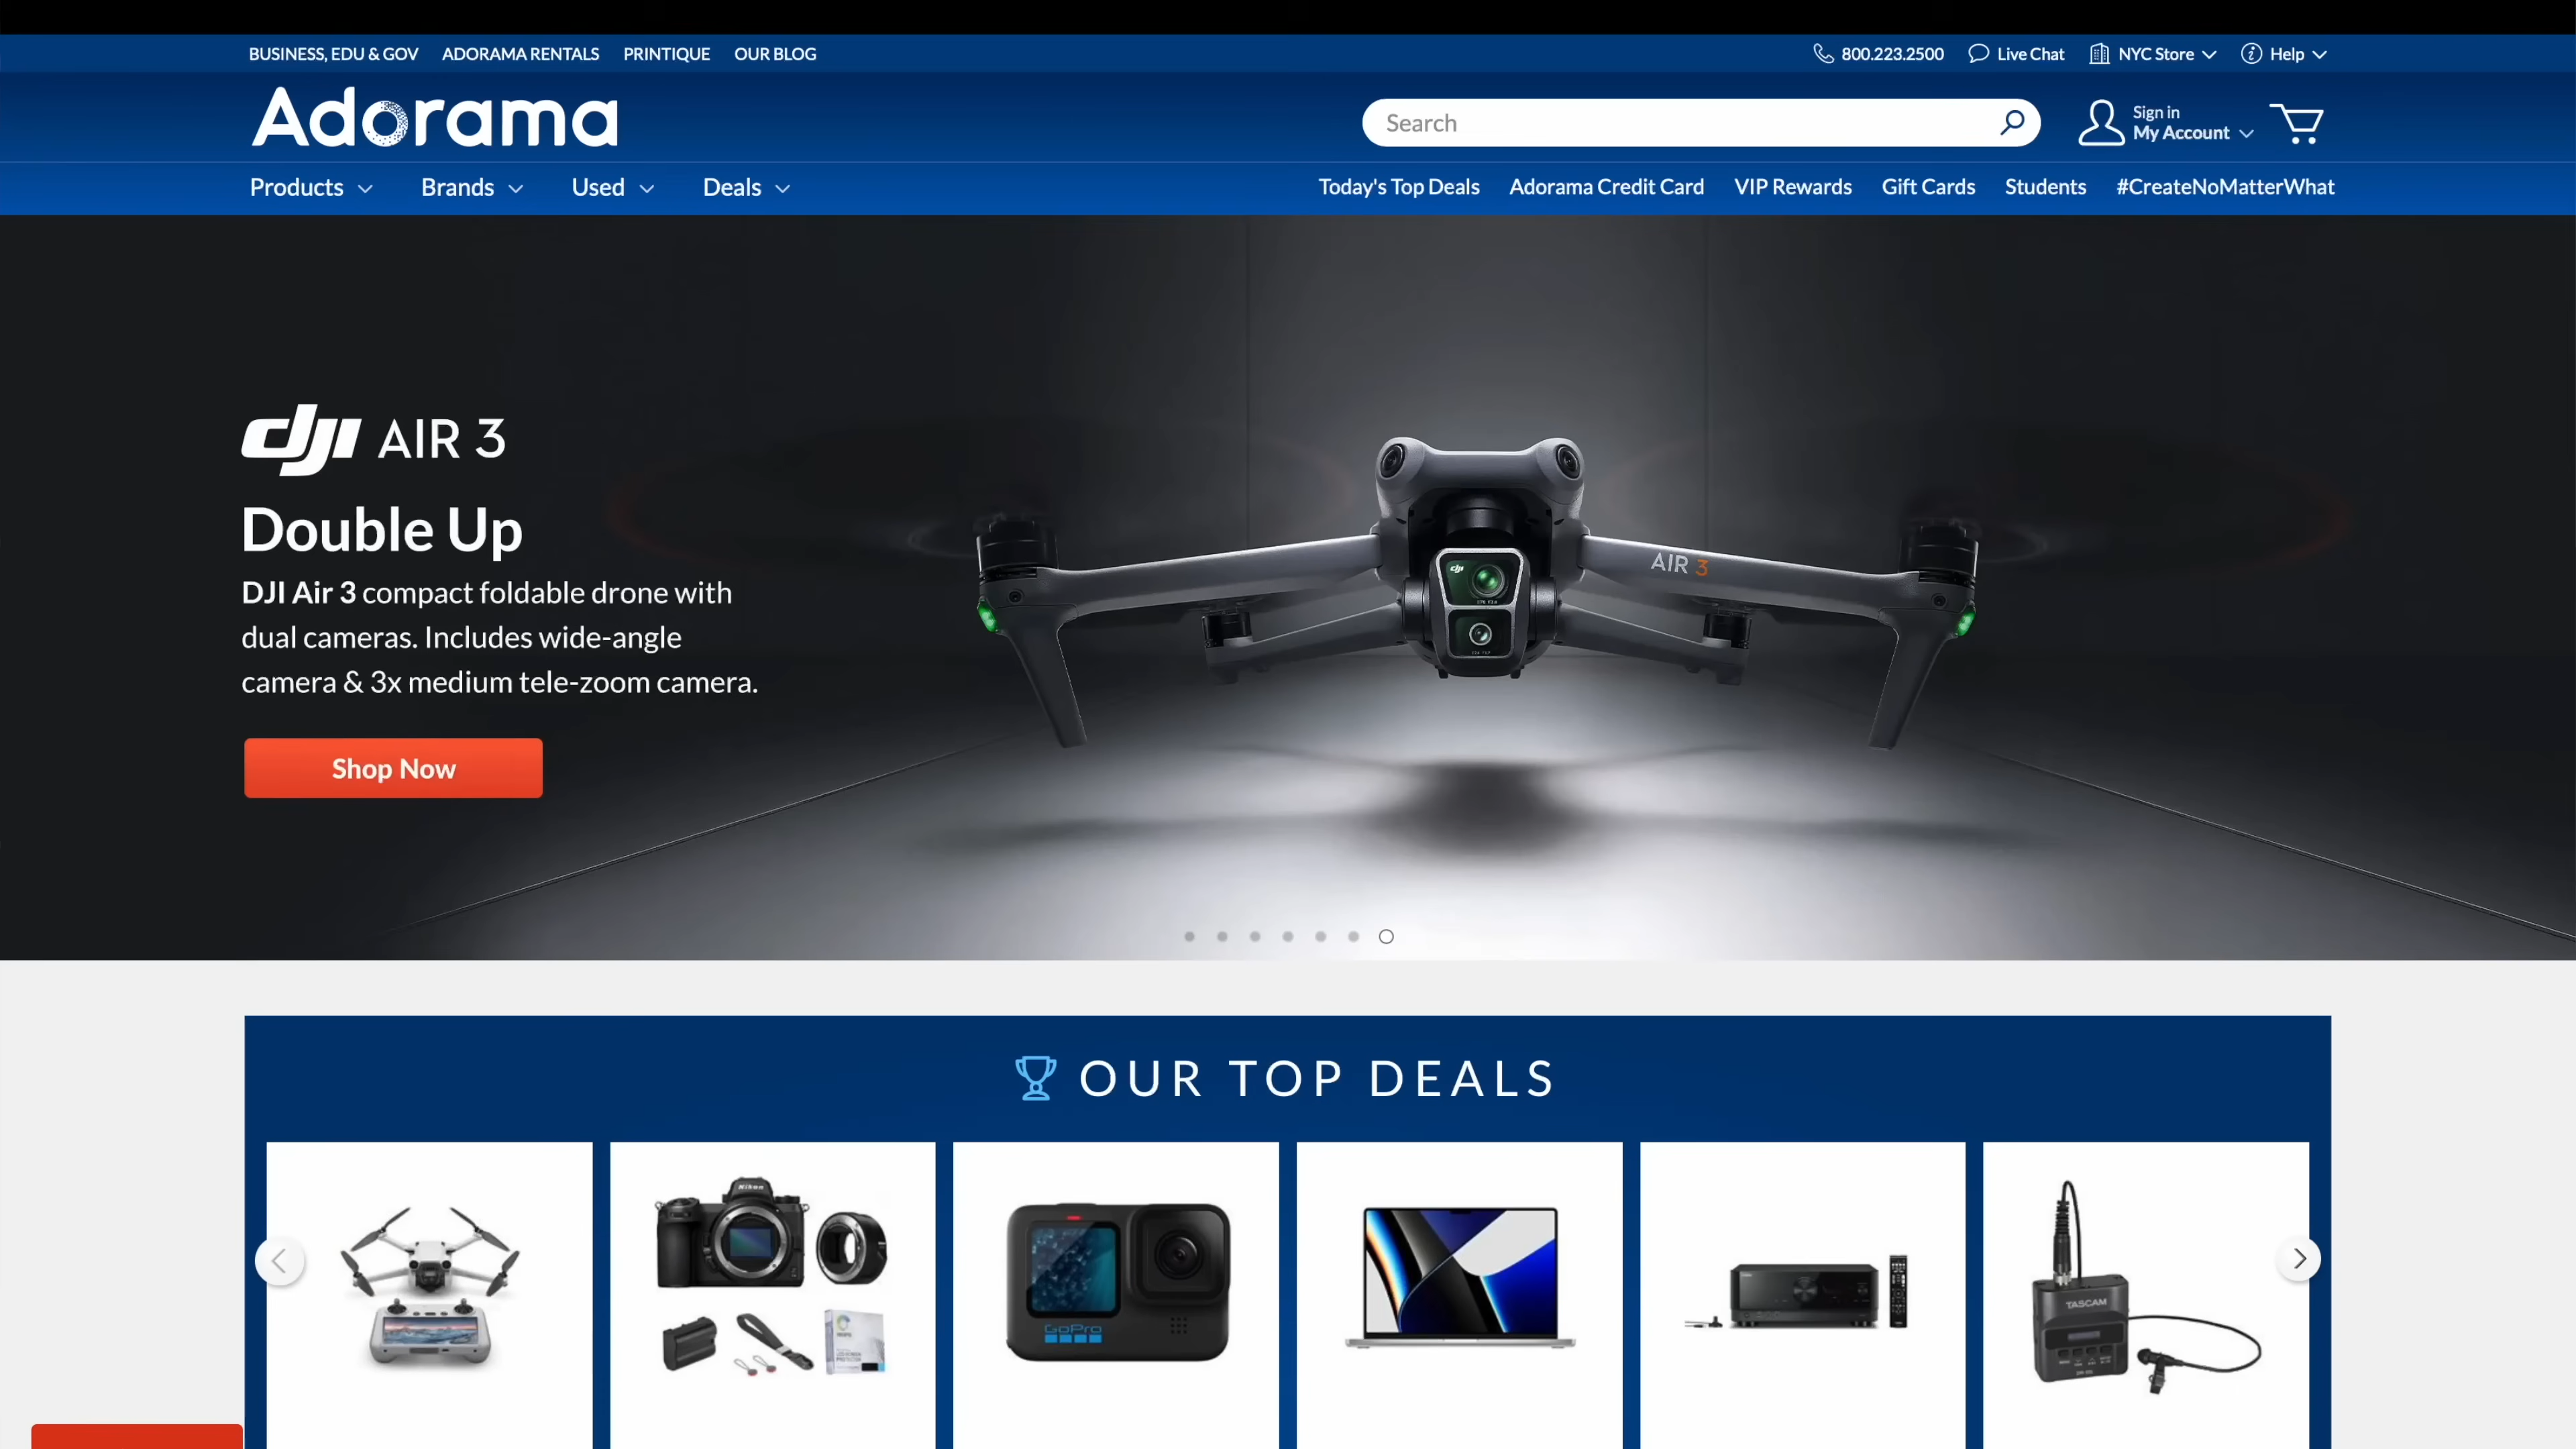 BUSINESS, EDU & GOV ADORAMA RENTALS PRINTIQUE OUR BLOG 800.223.2500 Live Chat NYC Store Help
Adorama
Search
Sign in
My Account
Products Brands Used Deals Today's Top Deals Adorama Credit Card VIP Rewards Gift Cards Students #CreateNoMatterWhat
dji AIR 3
Double Up
DJI Air 3 compact foldable drone with
dual cameras. Includes wide-angle
camera & 3x medium tele-zoom camera.
Shop Now
AIR 3
dji
OUR TOP DEALS
Nikon
GoPro
TASCAM